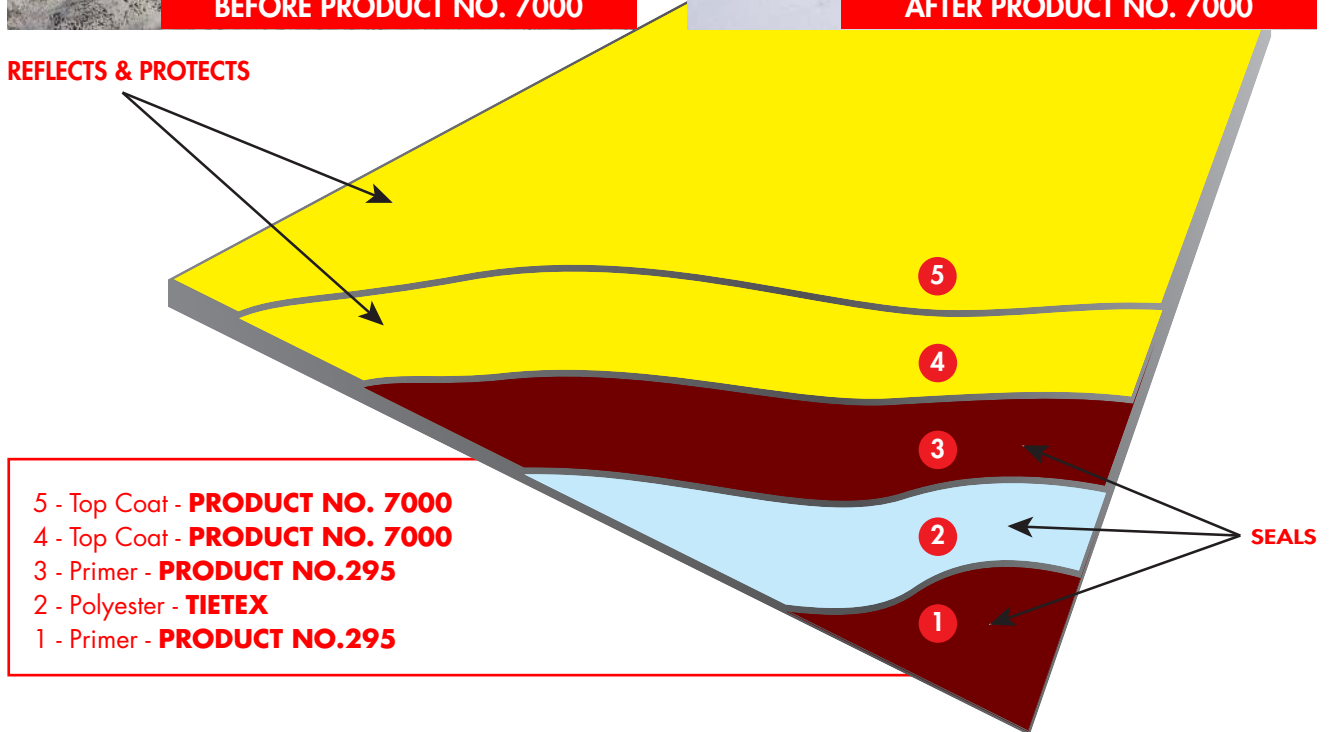 BEFORE PRODUCT NO. 7000
AFTER PRODUCT NO. 7000
REFLECTS & PROTECTS
5
4
3
2
1
SEALS
5 - Top Coat - PRODUCT NO. 7000
4 - Top Coat - PRODUCT NO. 7000
3 - Primer - PRODUCT NO.295
2 - Polyester - TIETEX
1 - Primer - PRODUCT NO.295